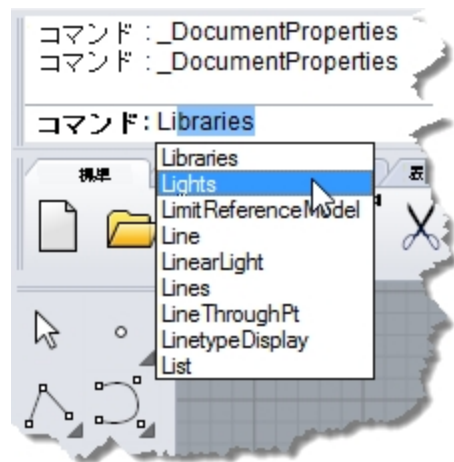 コマンド : _DocumentProperties
コマンド : _DocumentProperties
コマンド: Libraries
Libraries
標準
表
Lights
LimitReferenceModel
Line
LinearLight
Lines
LineThroughPt
LinetypeDisplay
List